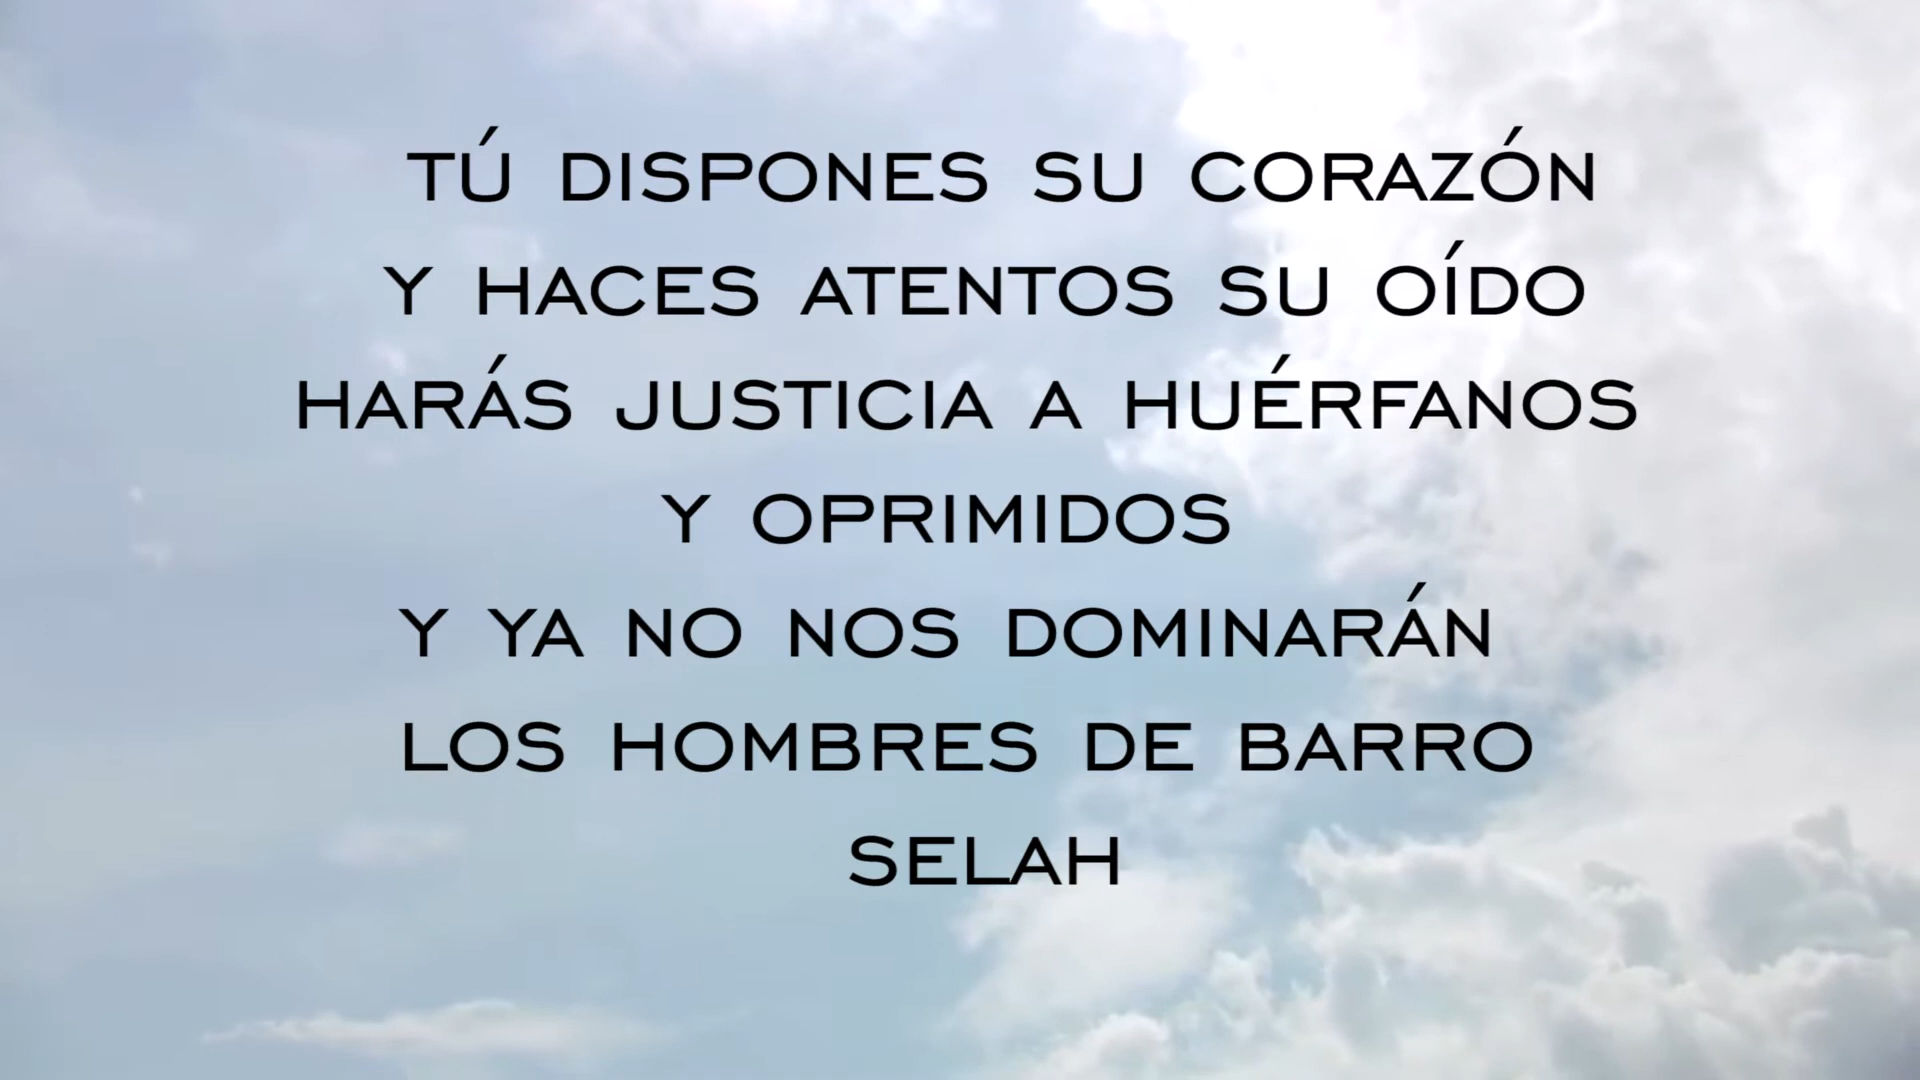 TÚ DISPONES SU CORAZÓN
Y HACES ATENTOS SU OÍDO
HARÁS JUSTICIA A HUÉRFANOS
Y OPRIMIDOS
Y YA NO NOS DOMINARÁN
LOS HOMBRES DE BARRO
SELAH